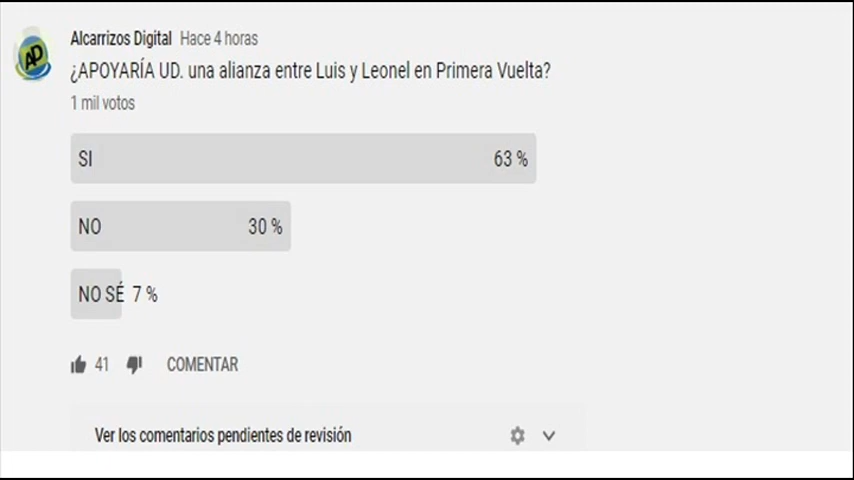 AD
Alcarrizos Digital Hace 4 horas
¿APOYARÍA UD. una alianza entre Luis y Leonel en Primera Vuelta?
1 mil votos
SI 63 %
NO 30 %
NO SÉ 7 %
41 COMENTAR
Ver los comentarios pendientes de revisión